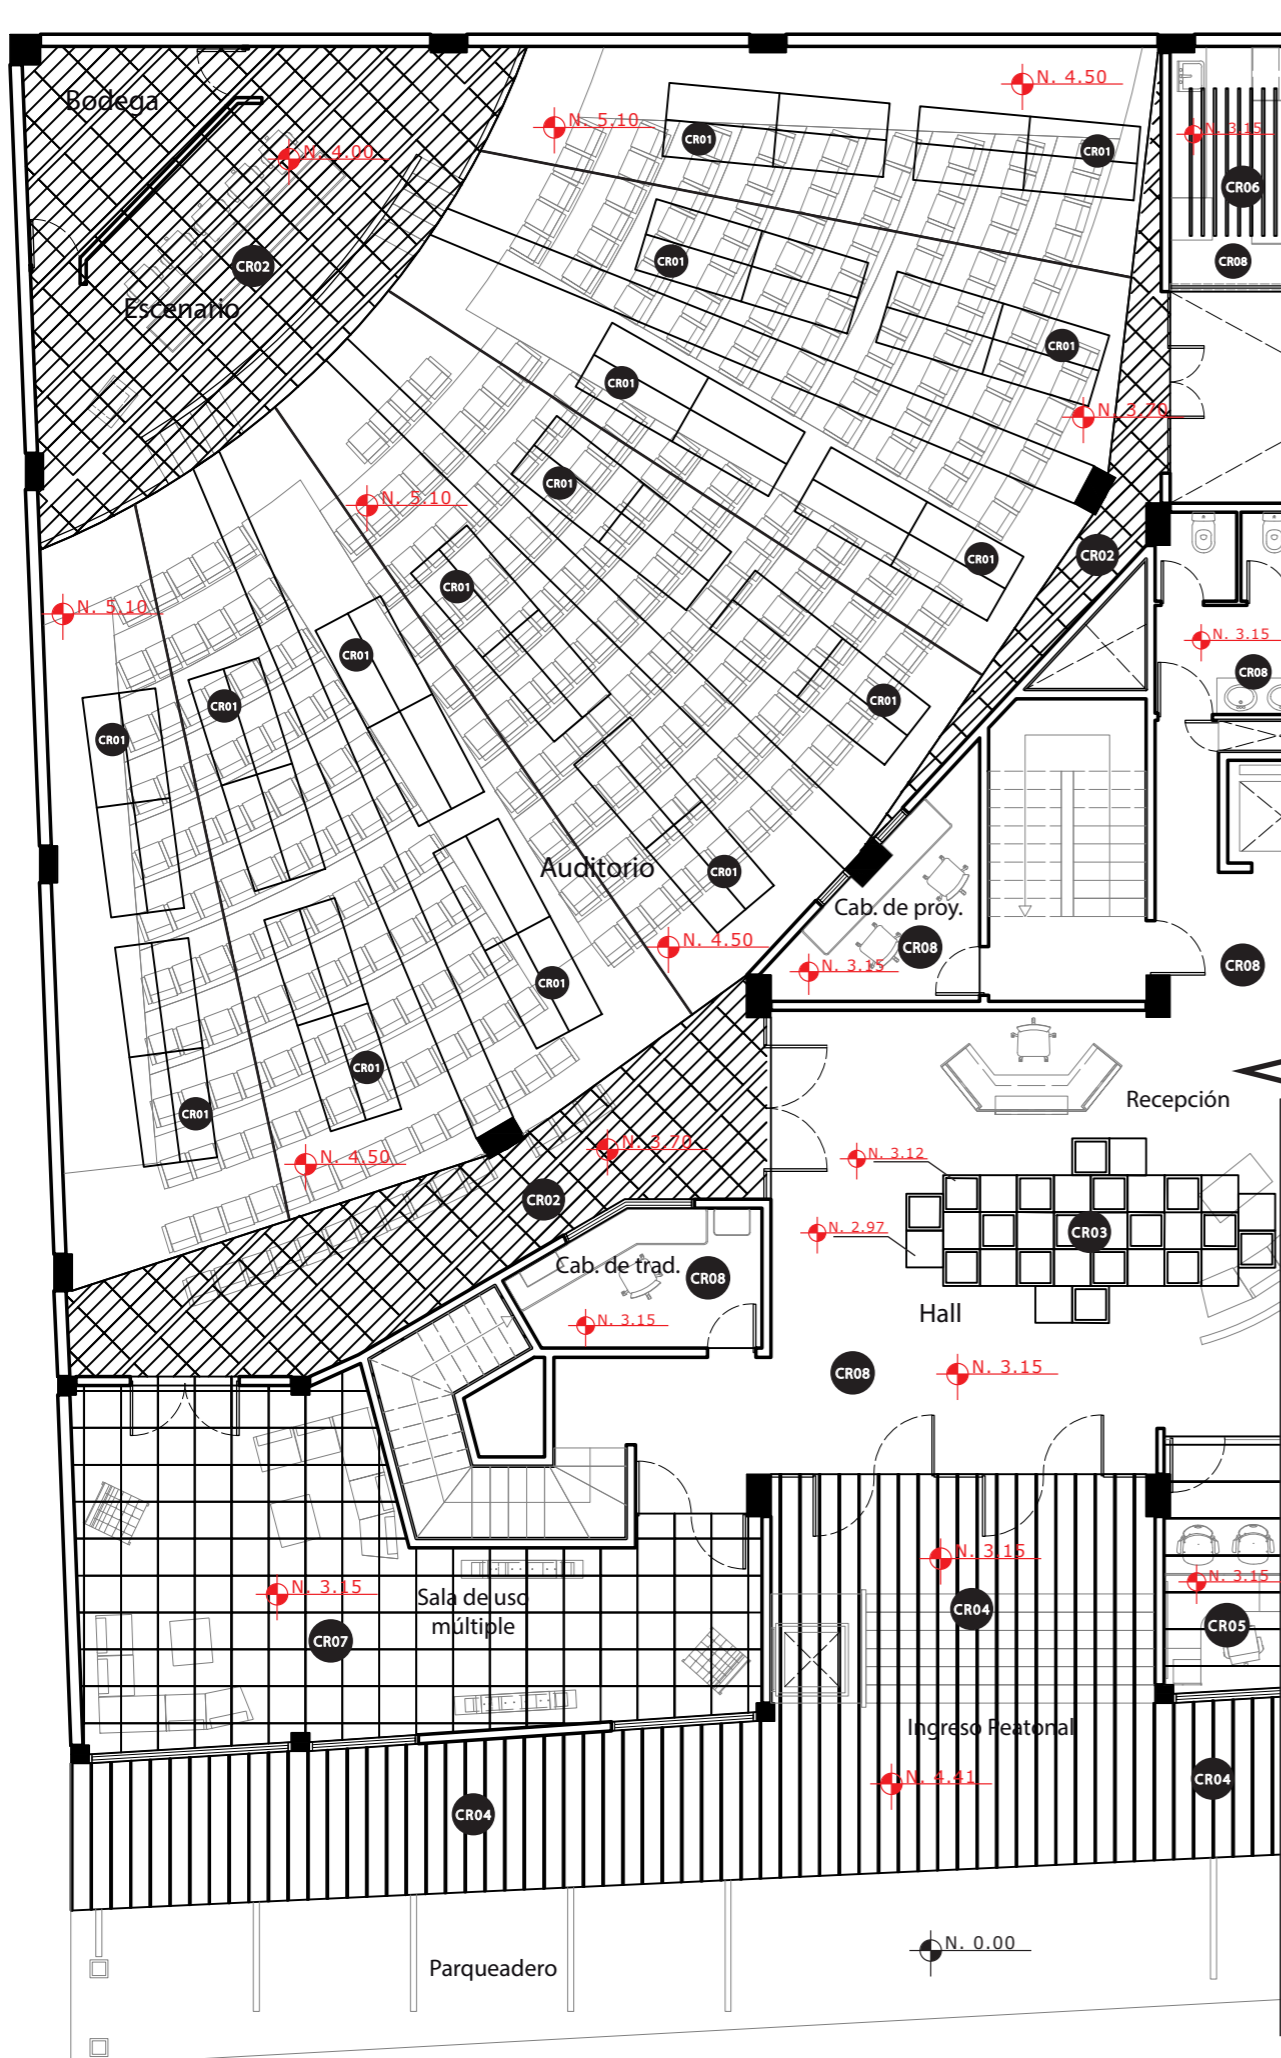 N. 4.50
Bodega
N. 5.10
N. 3.15
CR01
CR01
N. 4.00
CR06
CR02
CR01
CR08
Escenario
CR01
CR01
N. 3.70
CR01
N. 5.10
CR02
CR01
CR01
N. 5.10
N. 3.15
CR01
CR08
CR01
CR01
CR01
Auditorio
CR01
Cab. de proy.
N. 4.50
CR08
CR08
N. 3.15
CR01
CR01
Recepción
CR01
N. 3.70
N. 3.12
N. 4.50
CR02
N. 2.97
CR03
Cab. de trad.
CR08
Hall
N. 3.15
CR08
N. 3.15
N. 3.15
N. 3.15
N. 3.15
Sala de uso
múltiple
CR04
CR05
CR07
Ingreso Peatonal
N. 4.41
CR04
CR04
N. 0.00
Parqueadero